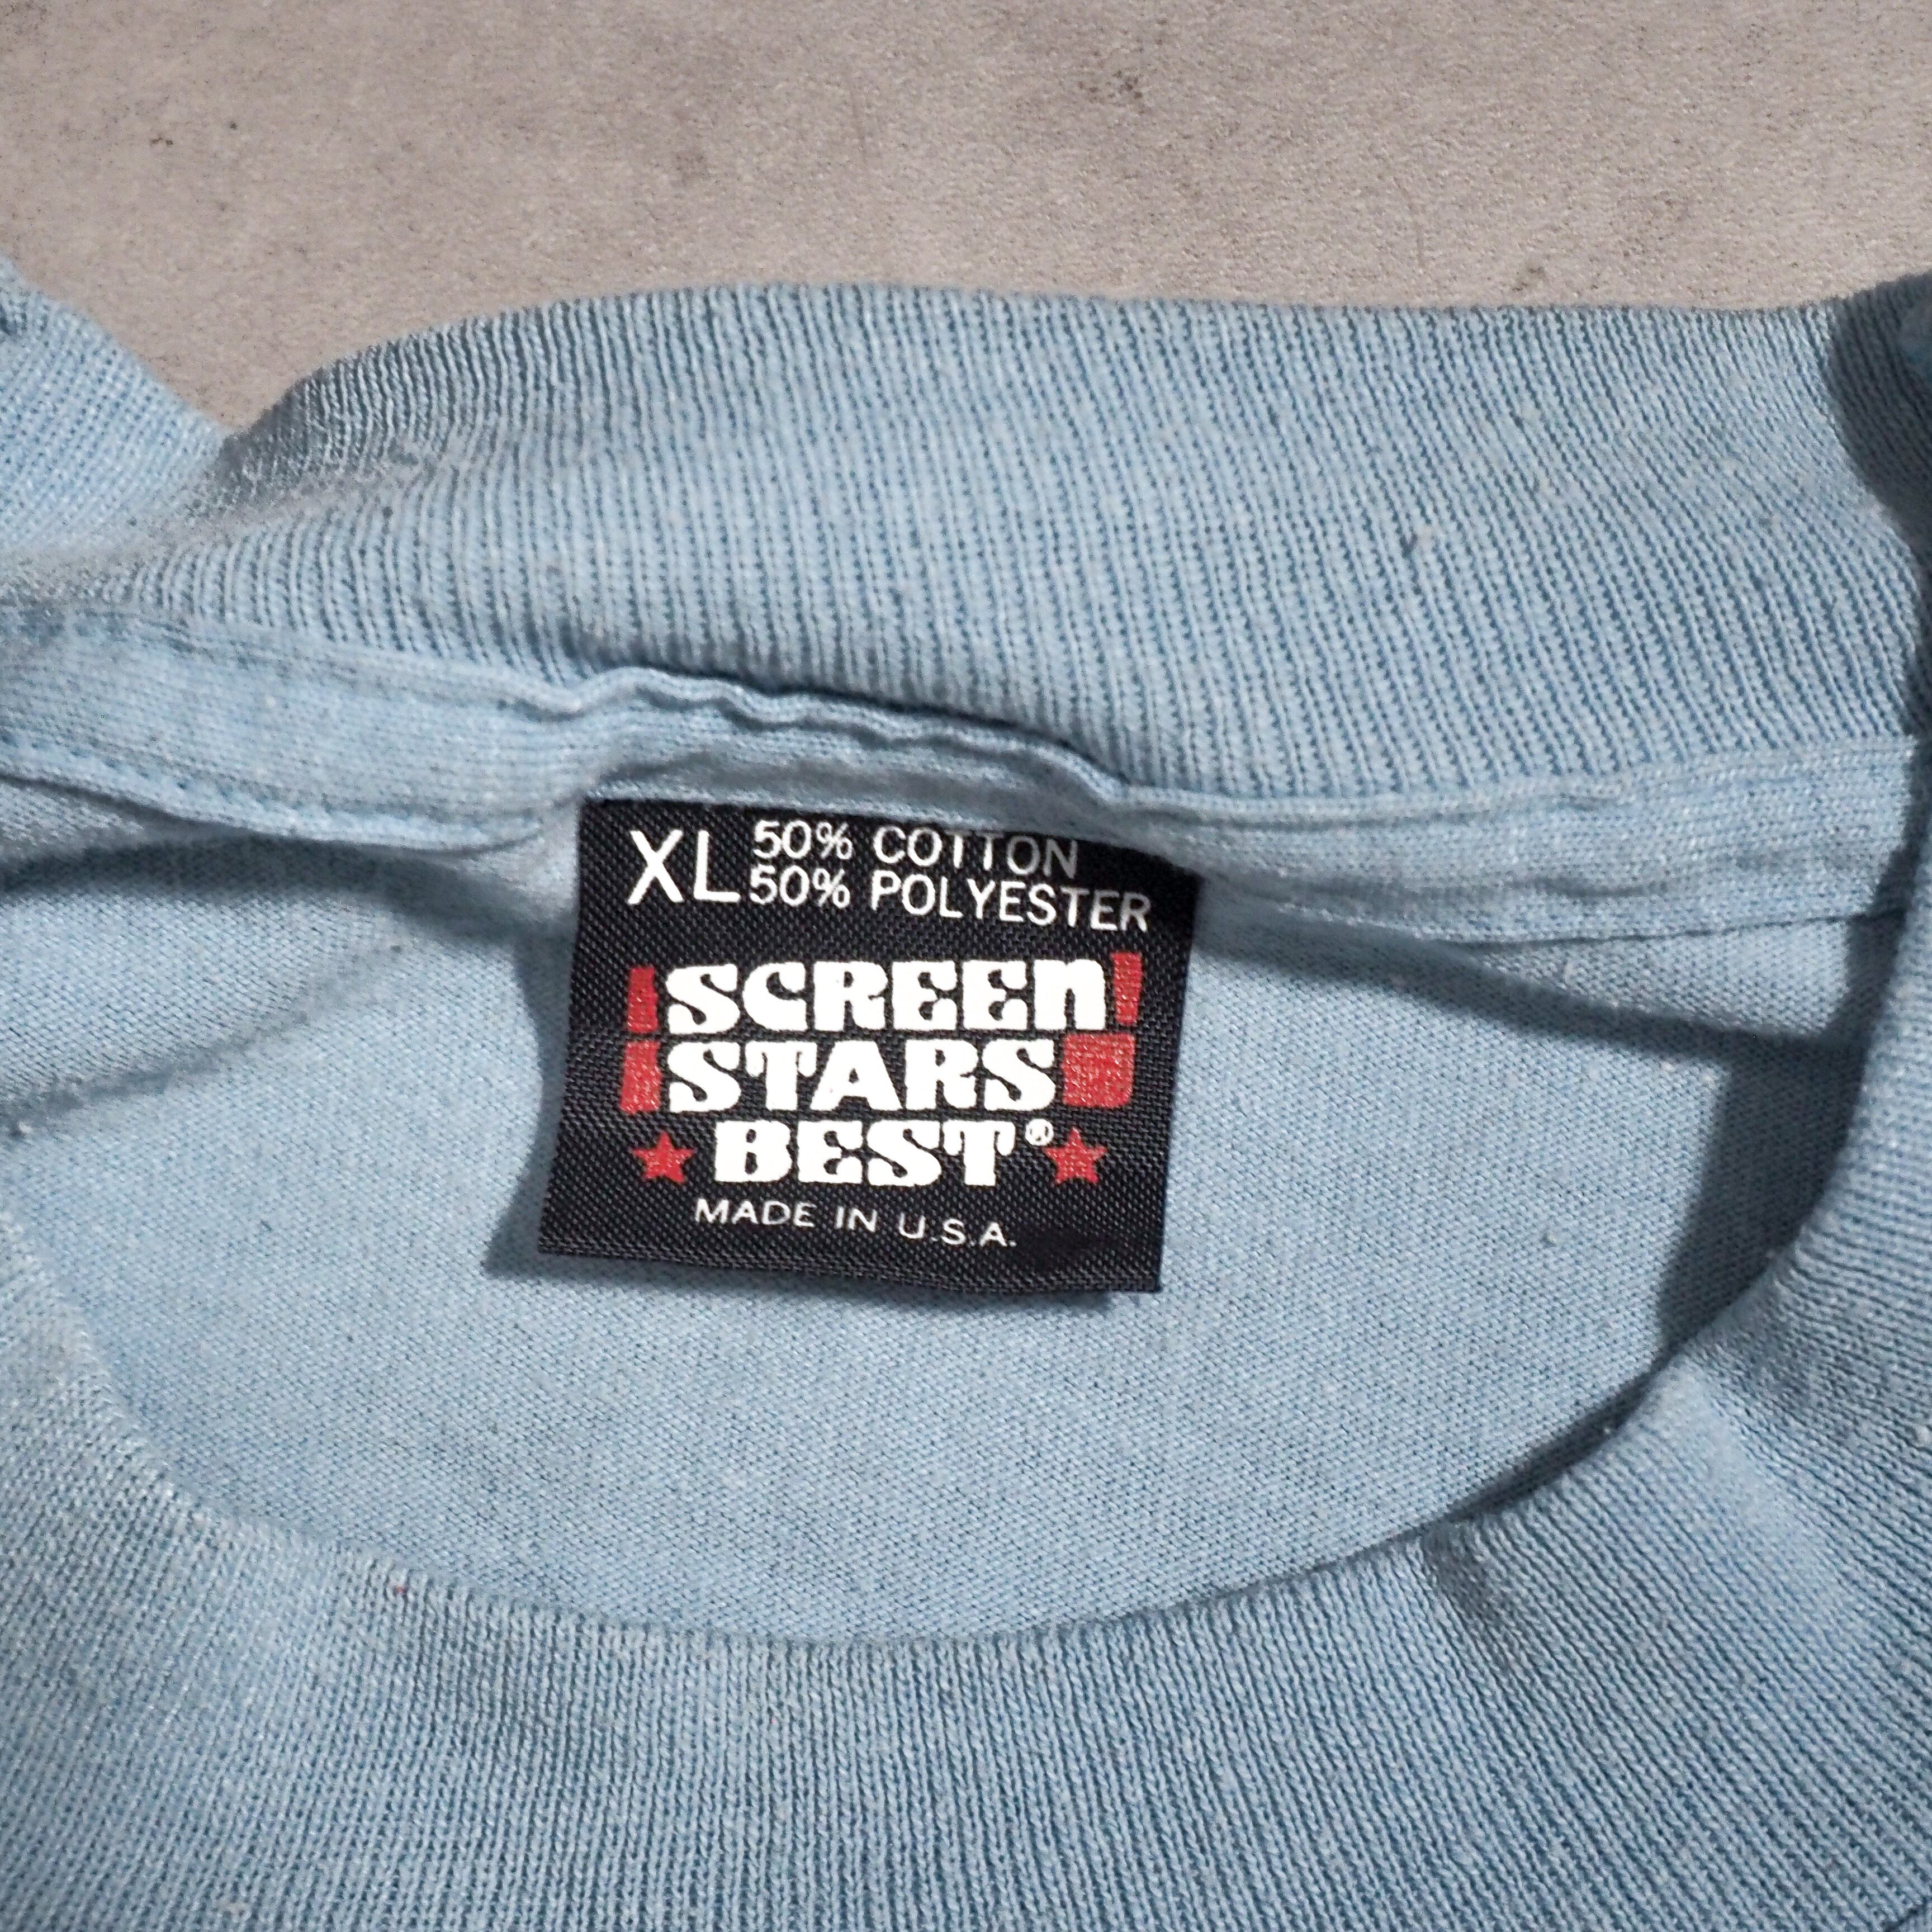 XL 50% COTTON
50% POLYESTER
SCREEN
STARS
BEST®
MADE IN U.S.A.